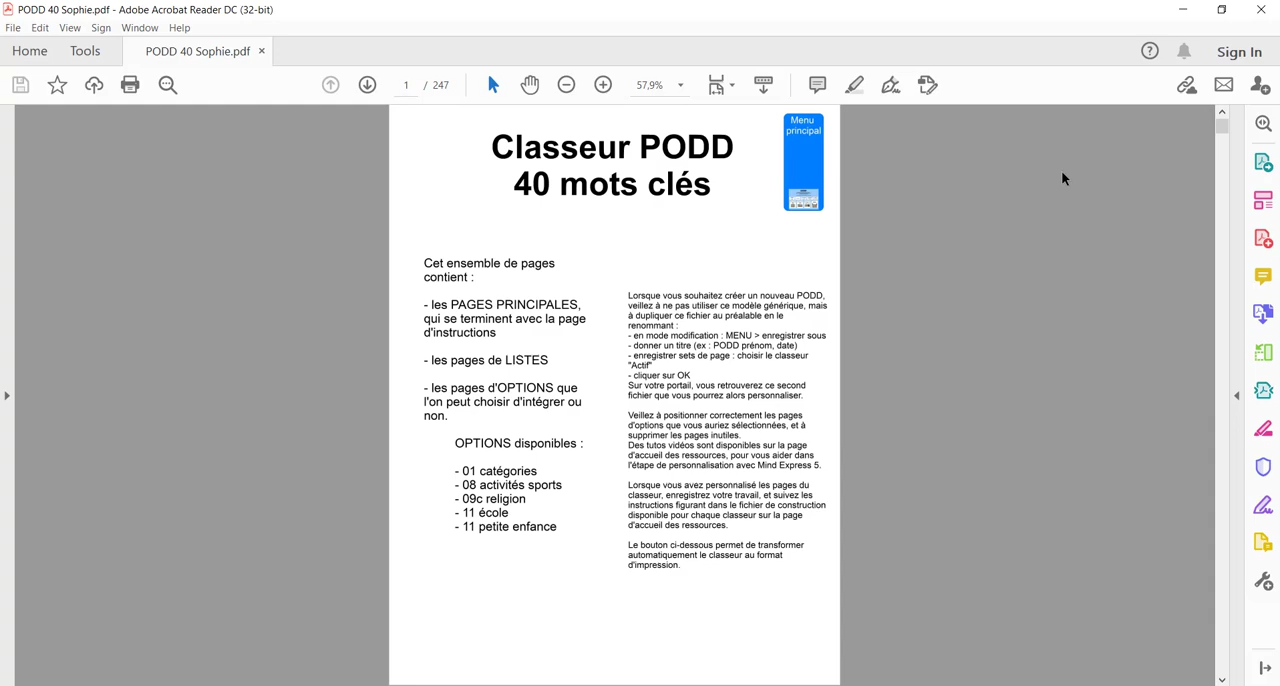 PODD 40 Sophie.pdf - Adobe Acrobat Reader DC (32-bit)
File Edit View Sign Window Help
Home Tools PODD 40 Sophie.pdf × Sign In
1 / 247 57,9%
Menu
principal
Classeur PODD
40 mots clés
Cet ensemble de pages
contient :
- les PAGES PRINCIPALES,
qui se terminent avec la page
d'instructions
- les pages de LISTES
- les pages d'OPTIONS que
l'on peut choisir d'intégrer ou
non.
OPTIONS disponibles :
- 01 catégories
- 08 activités sports
- 09c religion
- 11 école
- 11 petite enfance
Lorsque vous souhaitez créer un nouveau PODD,
veillez à ne pas utiliser ce modèle générique, mais
à dupliquer ce fichier au préalable en le
renommant :
- en mode modification : MENU > enregistrer sous
- donner un titre (ex : PODD prénom, date)
- enregistrer sets de page : choisir le classeur
"Actif"
- cliquer sur OK
Sur votre portail, vous retrouverez ce second
fichier que vous pourrez alors personnaliser.
Veillez à positionner correctement les pages
d'options que vous auriez sélectionnées, et à
supprimer les pages inutiles.
Des tutos vidéos sont disponibles sur la page
d'accueil des ressources, pour vous aider dans
l'étape de personnalisation avec Mind Express 5.
Lorsque vous avez personnalisé les pages du
classeur, enregistrez votre travail, et suivez les
instructions figurant dans le fichier de construction
disponible pour chaque classeur sur la page
d'accueil des ressources.
Le bouton ci-dessous permet de transformer
automatiquement le classeur au format
d'impression.